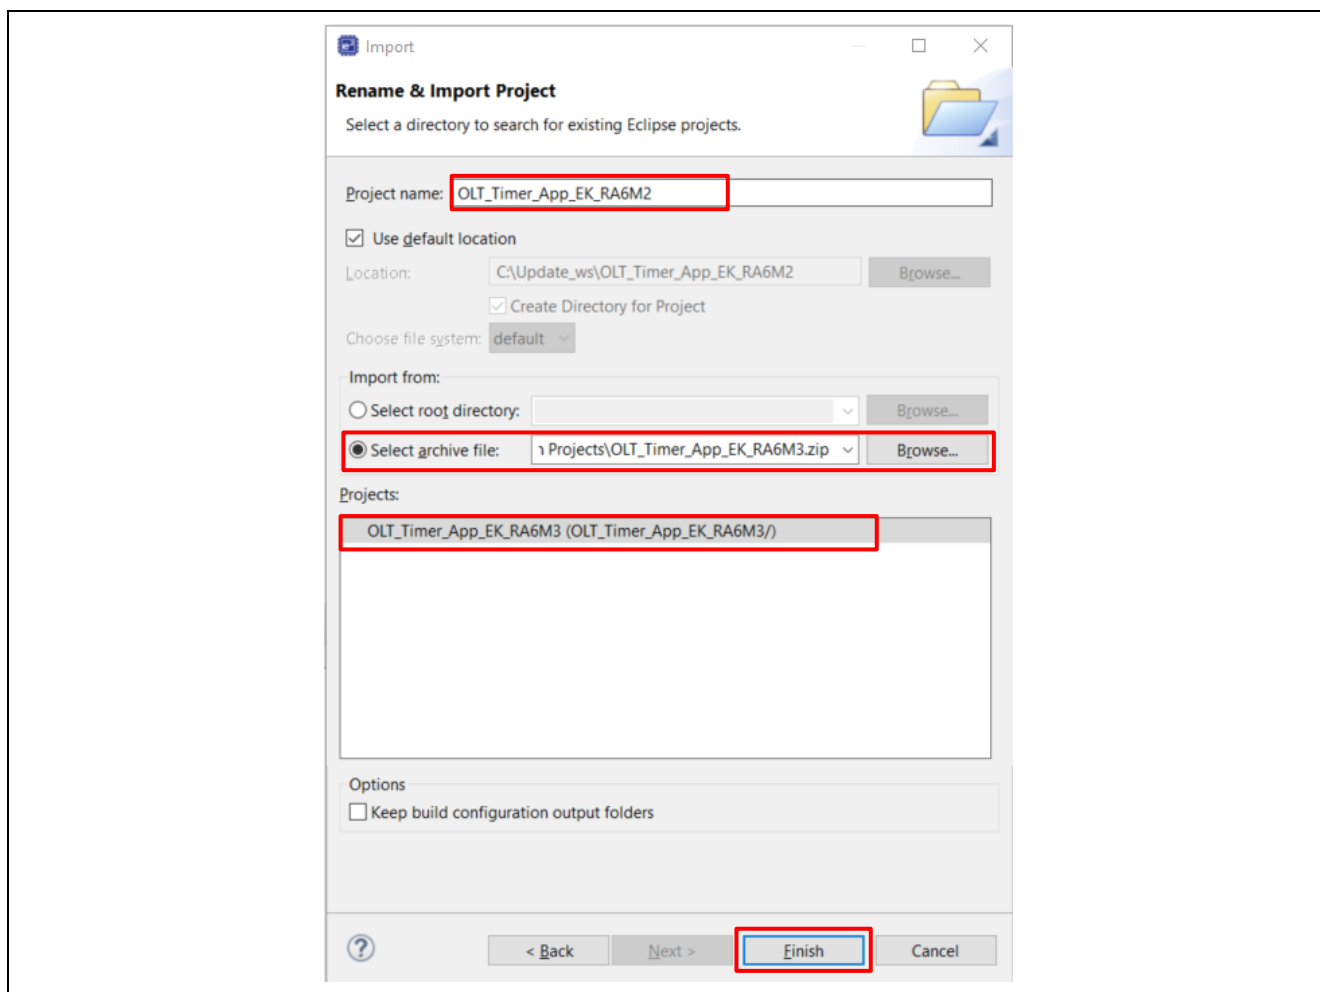 Import
Rename & Import Project
Select a directory to search for existing Eclipse projects.
Project name: OLT_Timer_App_EK_RA6M2
Use default location
Location: C:\Update_ws\OLT_Timer_App_EK_RA6M2 Browse...
Create Directory for Project
Choose file system: default
Import from:
Select root directory: Browse...
Select archive file: Projects\OLT_Timer_App_EK_RA6M3.zip Browse...
Projects:
OLT_Timer_App_EK_RA6M3 (OLT_Timer_App_EK_RA6M3/)
Options
Keep build configuration output folders
? < Back Next > Finish Cancel